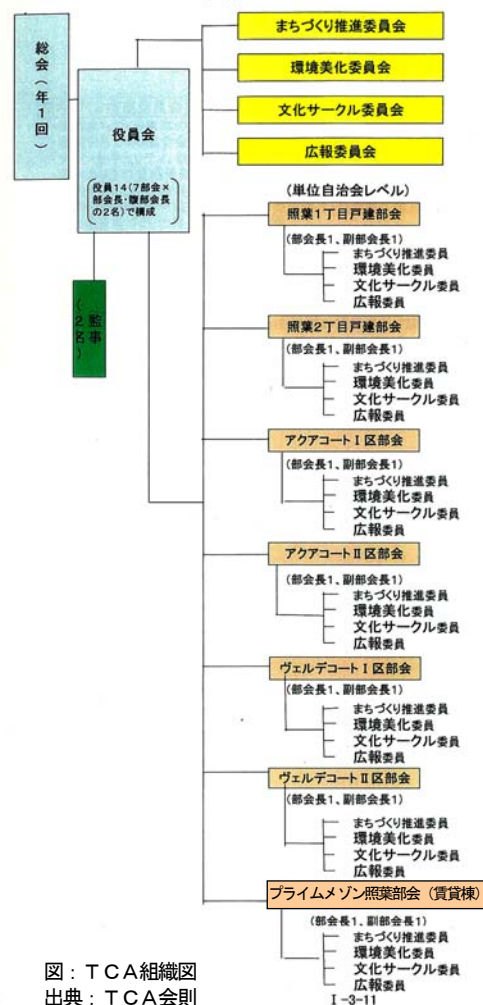 総会(年1回)
役員会
役員14(7部会×
部会長・腹部会長
の2名)で構成
監事
(2名)
まちづくり推進委員会
環境美化委員会
文化サークル委員会
広報委員会
(単位自治会レベル)
照葉1丁目戸建部会
(部会長1、副部会長1)
まちづくり推進委員
環境美化委員
文化サークル委員
広報委員
照葉2丁目戸建部会
(部会長1、副部会長1)
まちづくり推進委員
環境美化委員
文化サークル委員
広報委員
アクアコートⅠ区部会
(部会長1、副部会長1)
まちづくり推進委員
環境美化委員
文化サークル委員
広報委員
アクアコートⅡ区部会
(部会長1、副部会長1)
まちづくり推進委員
環境美化委員
文化サークル委員
広報委員
ヴェルデコートⅠ区部会
(部会長1、副部会長1)
まちづくり推進委員
環境美化委員
文化サークル委員
広報委員
ヴェルデコートⅡ区部会
(部会長1、副部会長1)
まちづくり推進委員
環境美化委員
文化サークル委員
広報委員
プライムメゾン照葉部会(賃貸棟)
(部会長1、副部会長1)
まちづくり推進委員
環境美化委員
文化サークル委員
広報委員
Ⅰ-3-11
図:TCA組織図
出典:TCA会則